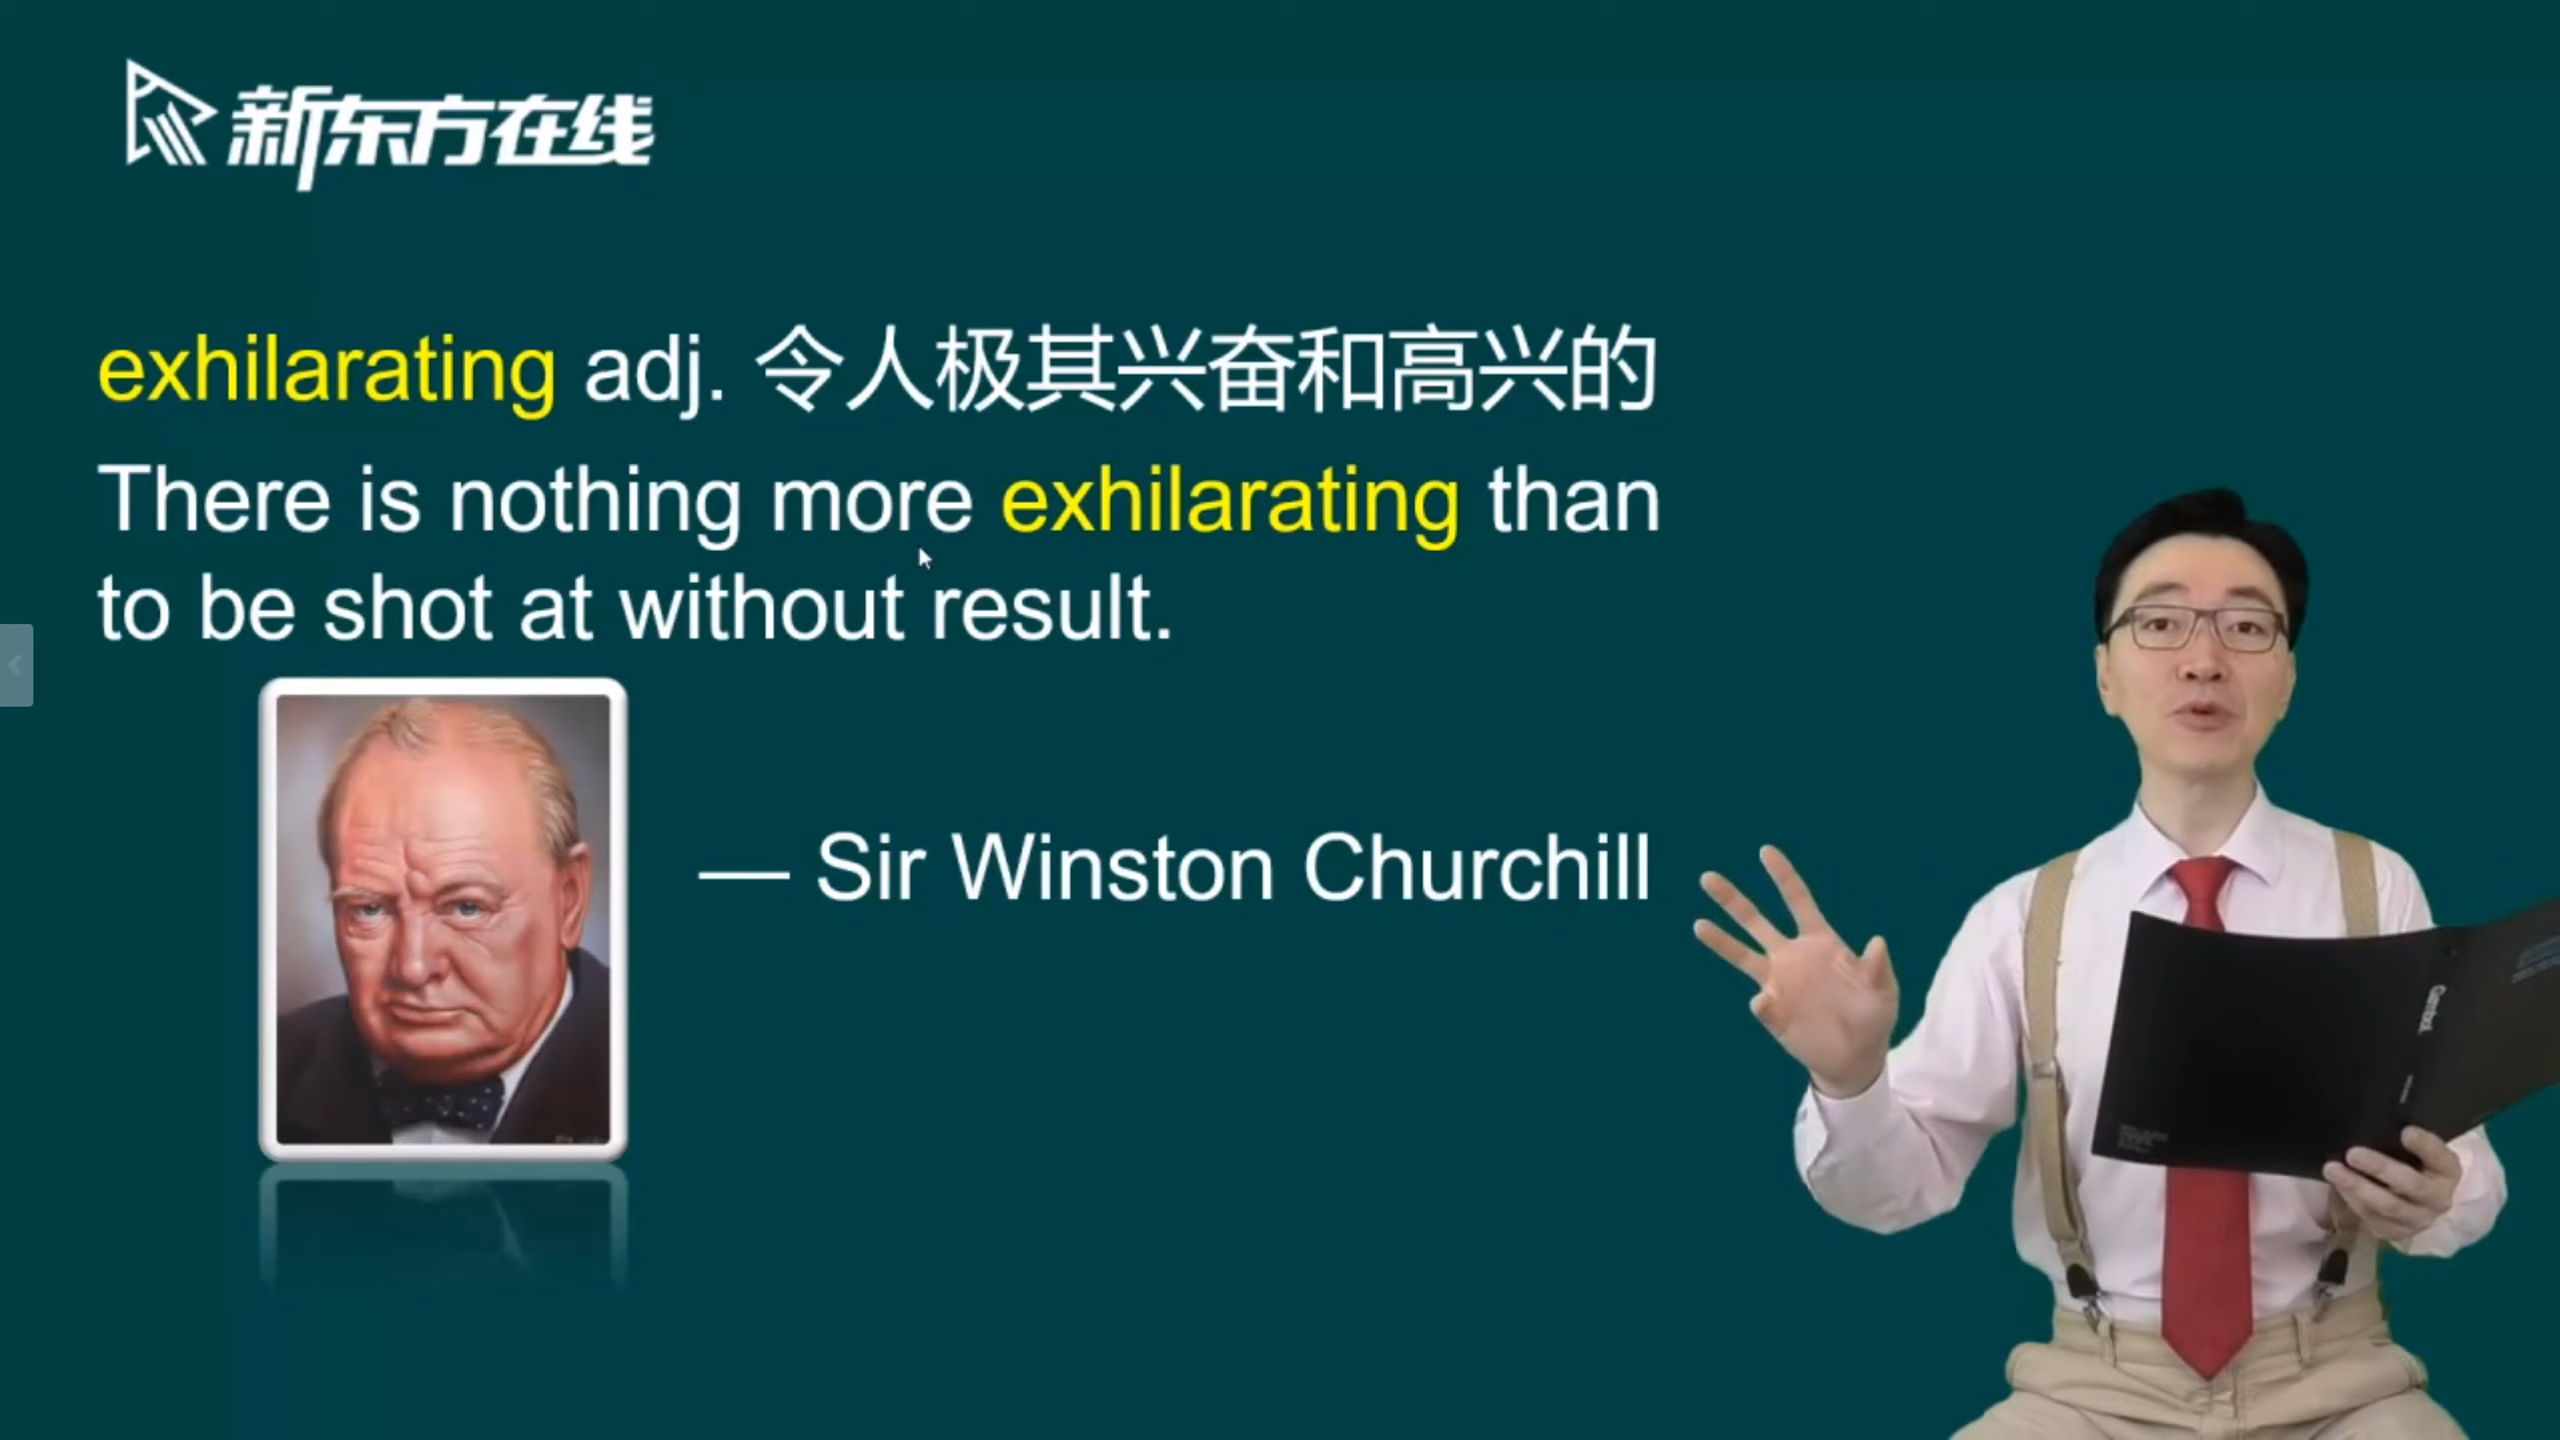 新东方在线
exhilarating adj. 令人极其兴奋和高兴的
There is nothing more exhilarating than
to be shot at without result.
— Sir Winston Churchill